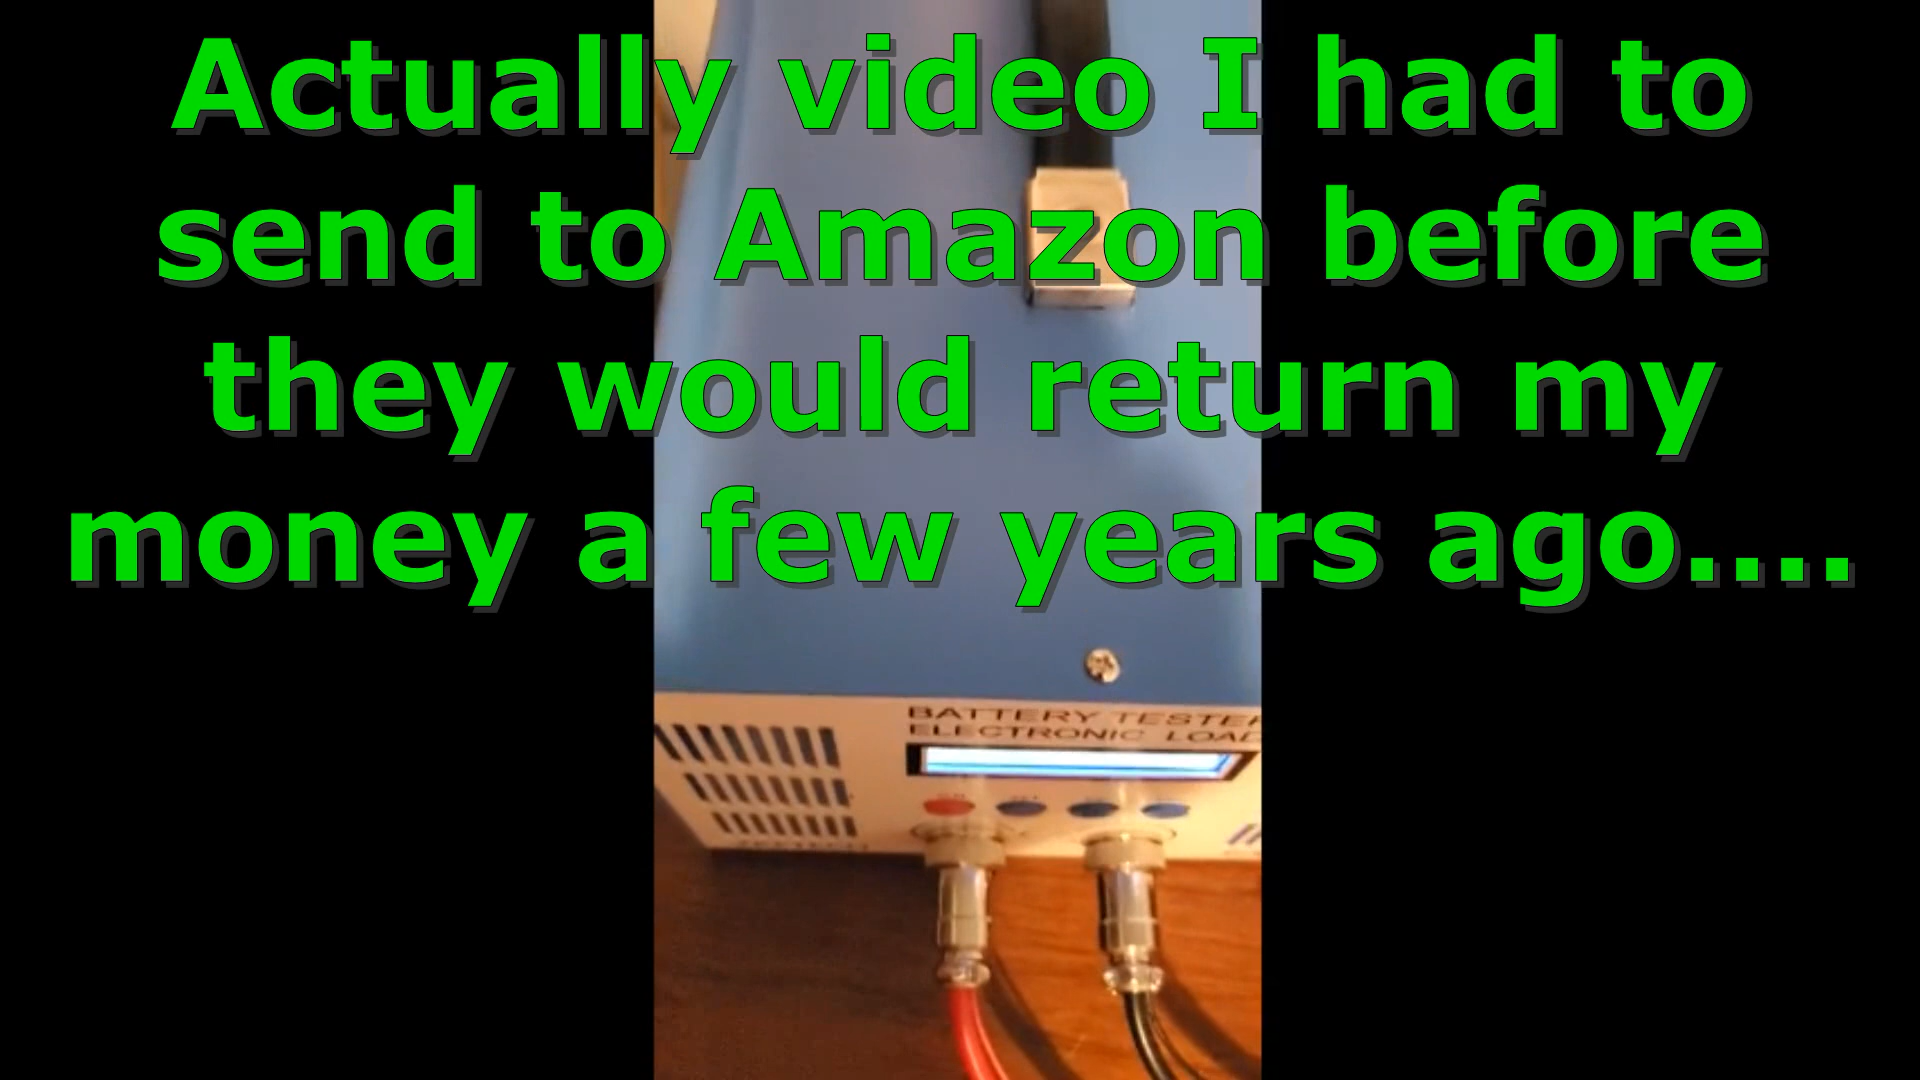 Actually video I had to
send to Amazon before
they would return my
money a few years ago....
BATTERY TESTER
ELECTRONIC LOAD
ZKETECH